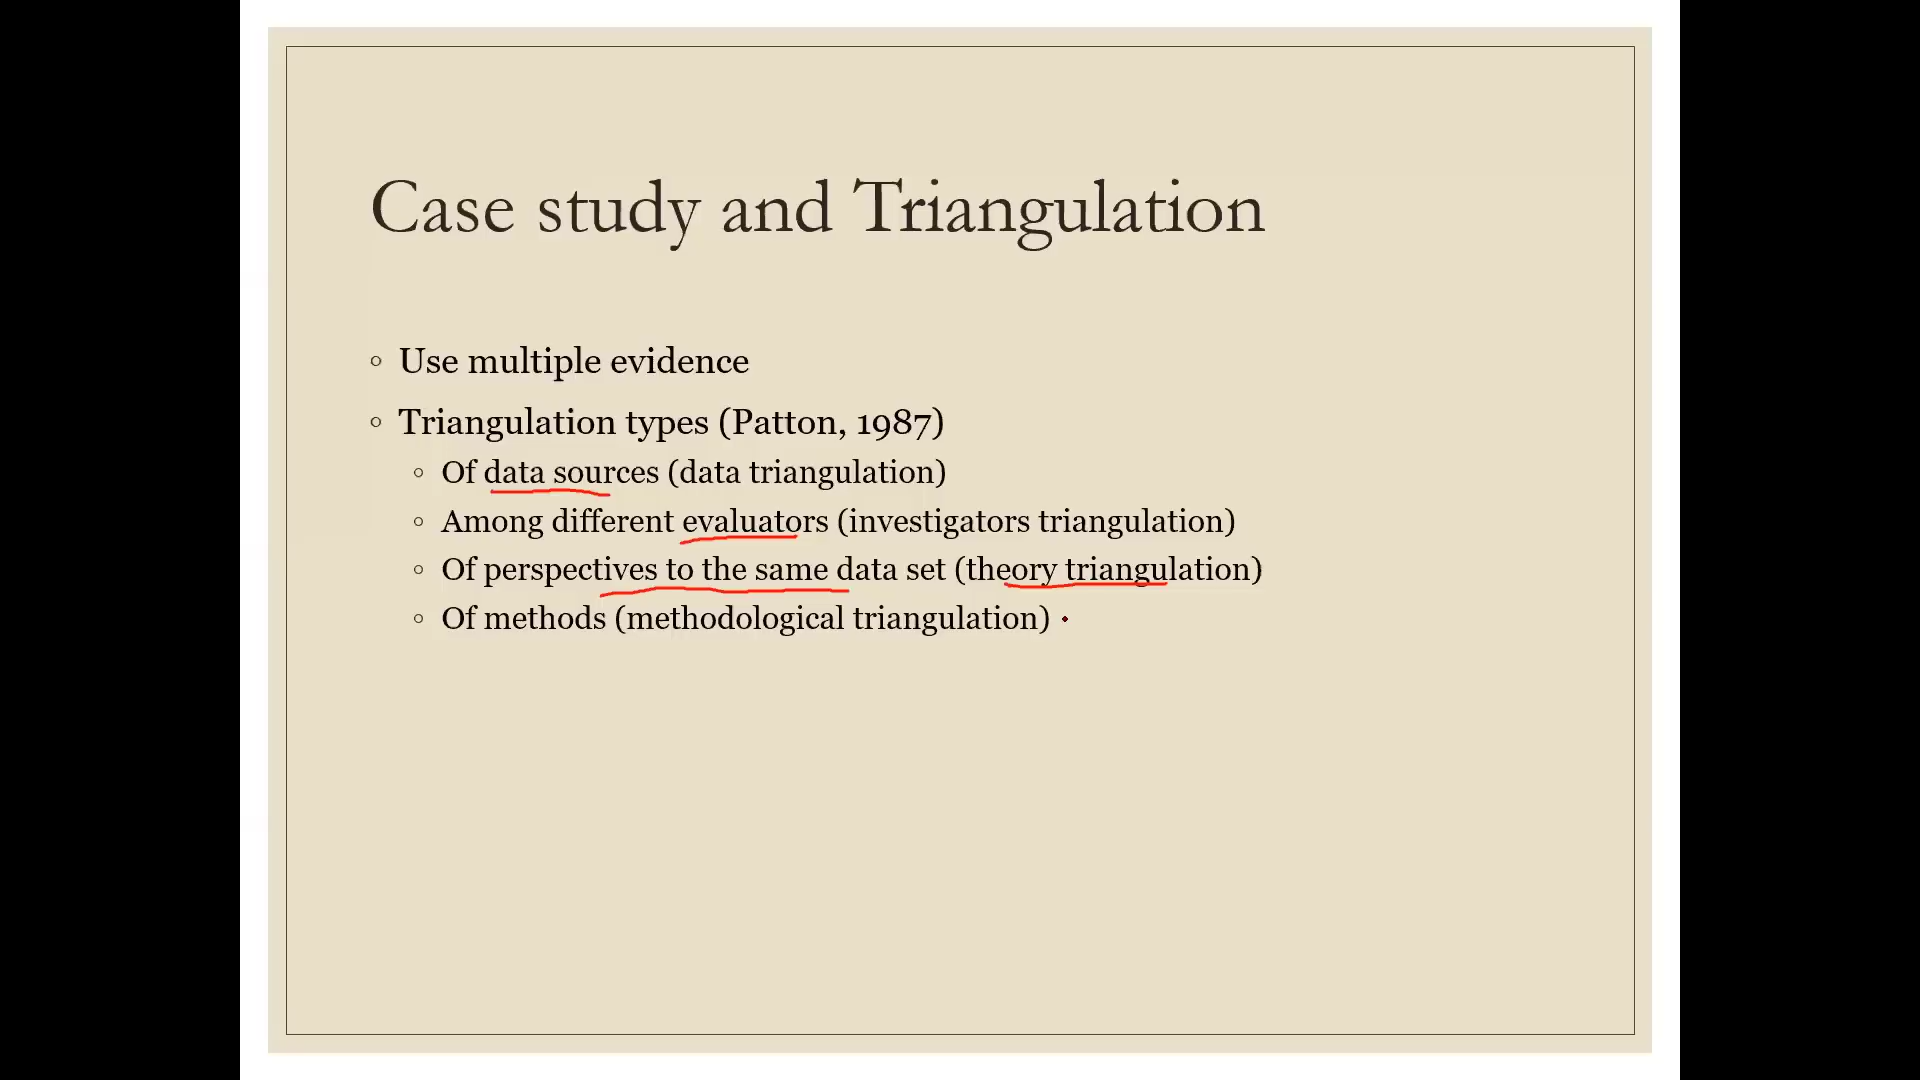 Case study and Triangulation
Use multiple evidence
Triangulation types (Patton, 1987)
Of data sources (data triangulation)
Among different evaluators (investigators triangulation)
Of perspectives to the same data set (theory triangulation)
Of methods (methodological triangulation)